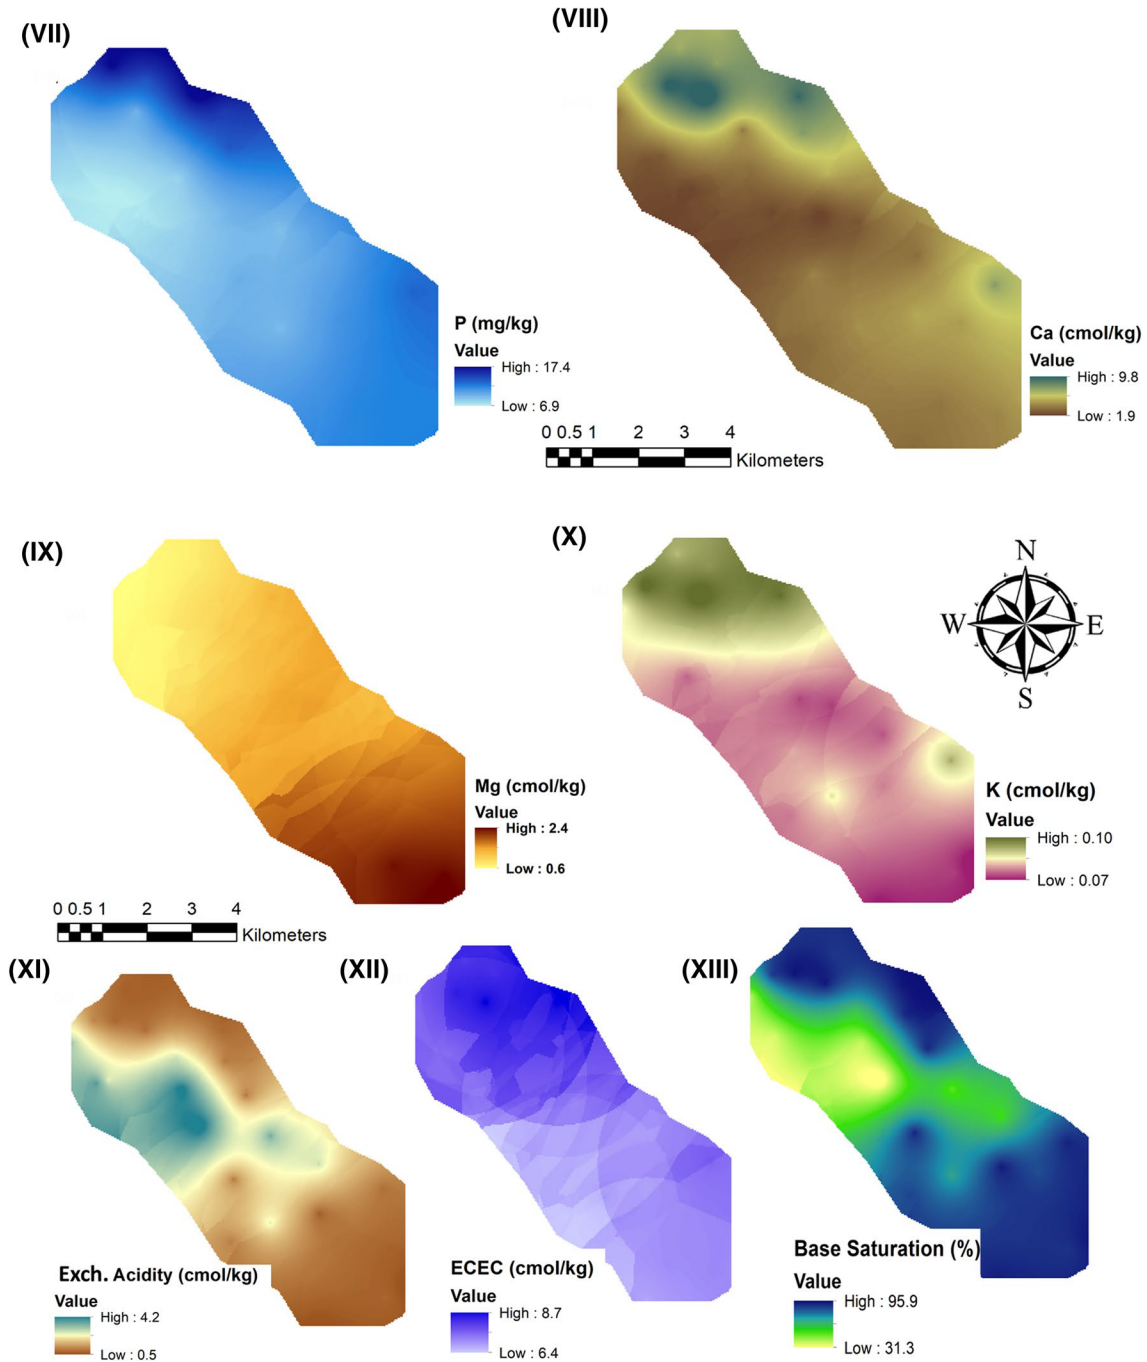 (VII)
(VIII)
P (mg/kg)
Value
High : 17.4
Low : 6.9
Ca (cmol/kg)
Value
High : 9.8
Low : 1.9
0 0.5 1 2 3 4
Kilometers
(IX)
(X)
N
W E
S
Mg (cmol/kg)
Value
High : 2.4
Low : 0.6
K (cmol/kg)
Value
High : 0.10
Low : 0.07
0 0.5 1 2 3 4
Kilometers
(XI)
(XII)
(XIII)
Exch. Acidity (cmol/kg)
Value
High : 4.2
Low : 0.5
ECEC (cmol/kg)
Value
High : 8.7
Low : 6.4
Base Saturation (%)
Value
High : 95.9
Low : 31.3